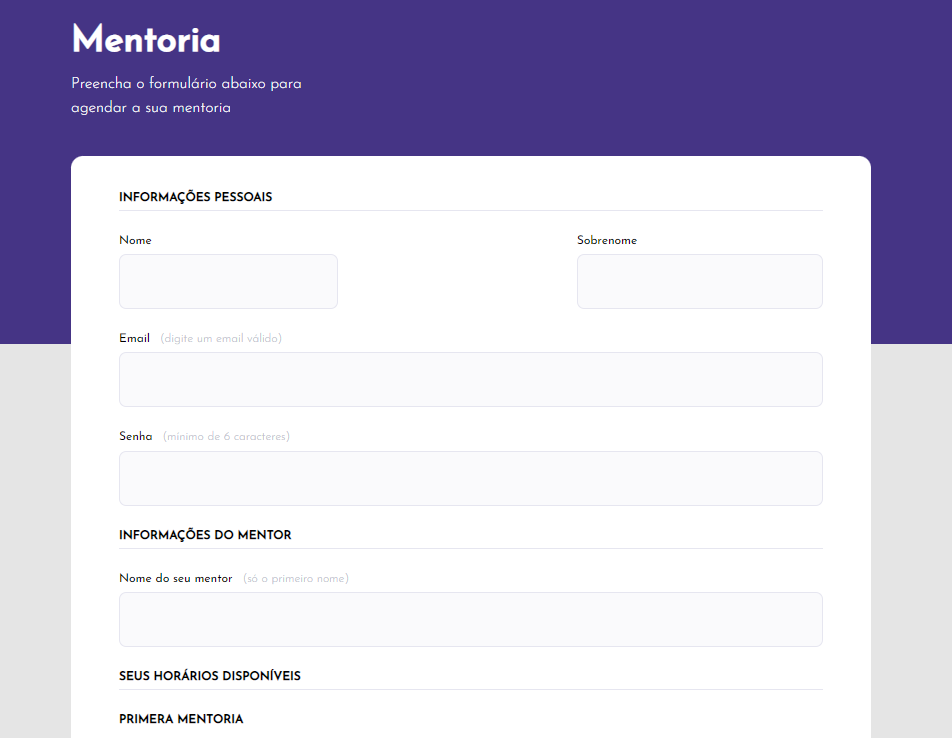 Mentoria
Preencha o formulário abaixo para
agendar a sua mentoria
INFORMAÇÕES PESSOAIS
Nome
Sobrenome
Email (digite um email válido)
Senha (mínimo de 6 caracteres)
INFORMAÇÕES DO MENTOR
Nome do seu mentor (só o primeiro nome)
SEUS HORÁRIOS DISPONÍVEIS
PRIMERA MENTORIA